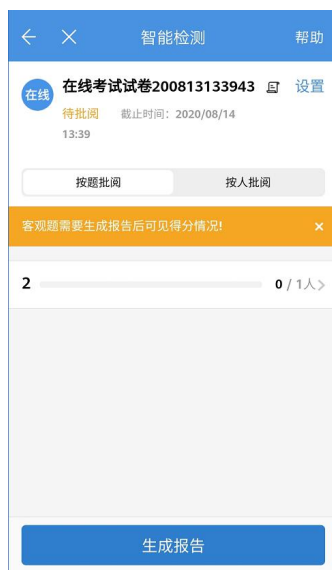 智能检测
帮助
在线
在线考试试卷200813133943
设置
待批阅 截止时间：2020/08/14
13:39
按题批阅
按人批阅
客观题需要生成报告后可见得分情况!
2
0 / 1人
生成报告